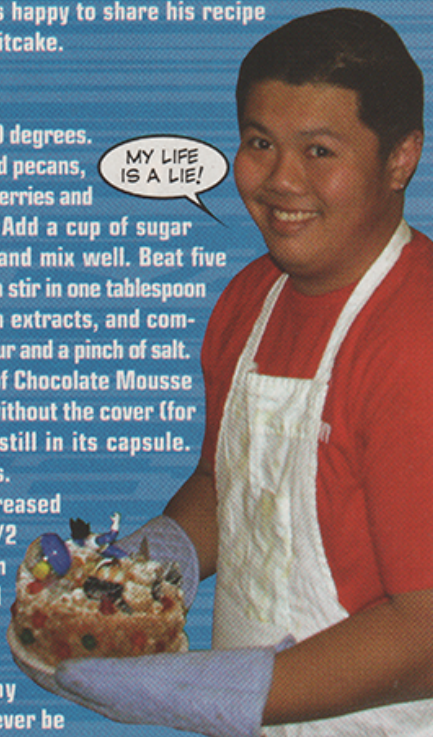 s happy to share his recipe
itcake.
0 degrees.
d pecans,
erries and
Add a cup of sugar
and mix well. Beat five
stir in one tablespoon
extracts, and com-
ur and a pinch of salt.
f Chocolate Mousse
ithout the cover (for
still in its capsule.
s.
reased
/2
n
y
ever be
MY LIFE
IS A LIE!